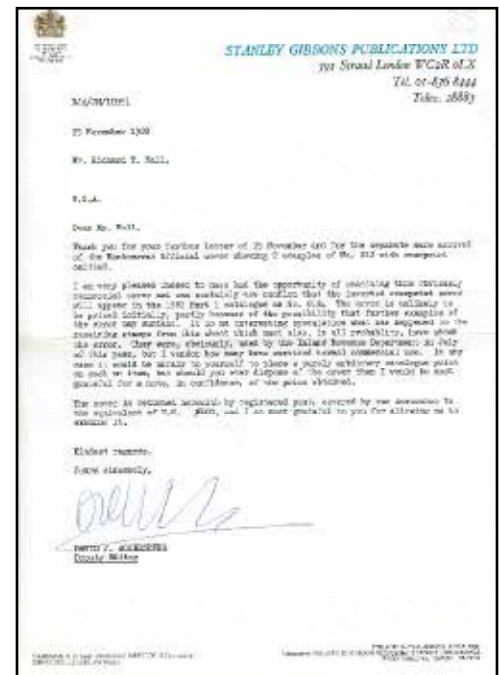 STANLEY GIBBONS PUBLICATIONS LTD
391 Strand London WC2R 0LX
Tel. 01-836 8444
Telex: 28883
25 November
Mr. Richard T. Hall,
U.S.A.
Dear Mr. Hall,
Thank you for your further letter of 15 November and for the separate safe arrival
of the Montserrat Official cover showing 2 examples of No. with overprint
omitted.
I am very pleased indeed to have had the opportunity of examining this obviously
commercial cover and can certainly now confirm that the inverted overprint error
will appear in the Part 1 catalogue as No. The cover is unlikely to
be priced initially, partly because of the possibility that further examples of
the error may surface. It is an interesting speculation what has happened to the
remaining stamps from this sheet which must also, in all probability, have shown
the error. They were, obviously, used by the Inland Revenue Department in July
of this year, but I wonder how many have survived normal commercial use. In any
case it would be unfair to yourself to place a purely arbitrary catalogue price
on such an item, but should you ever dispose of the cover then I would be most
grateful for a note, in confidence, of the price obtained.
The cover is returned herewith by registered post, covered by our insurance to
the equivalent of U.S. and I am most grateful to you for allowing me to
examine it.
Kindest regards.
Yours sincerely,
DAVID J.
Deputy Editor